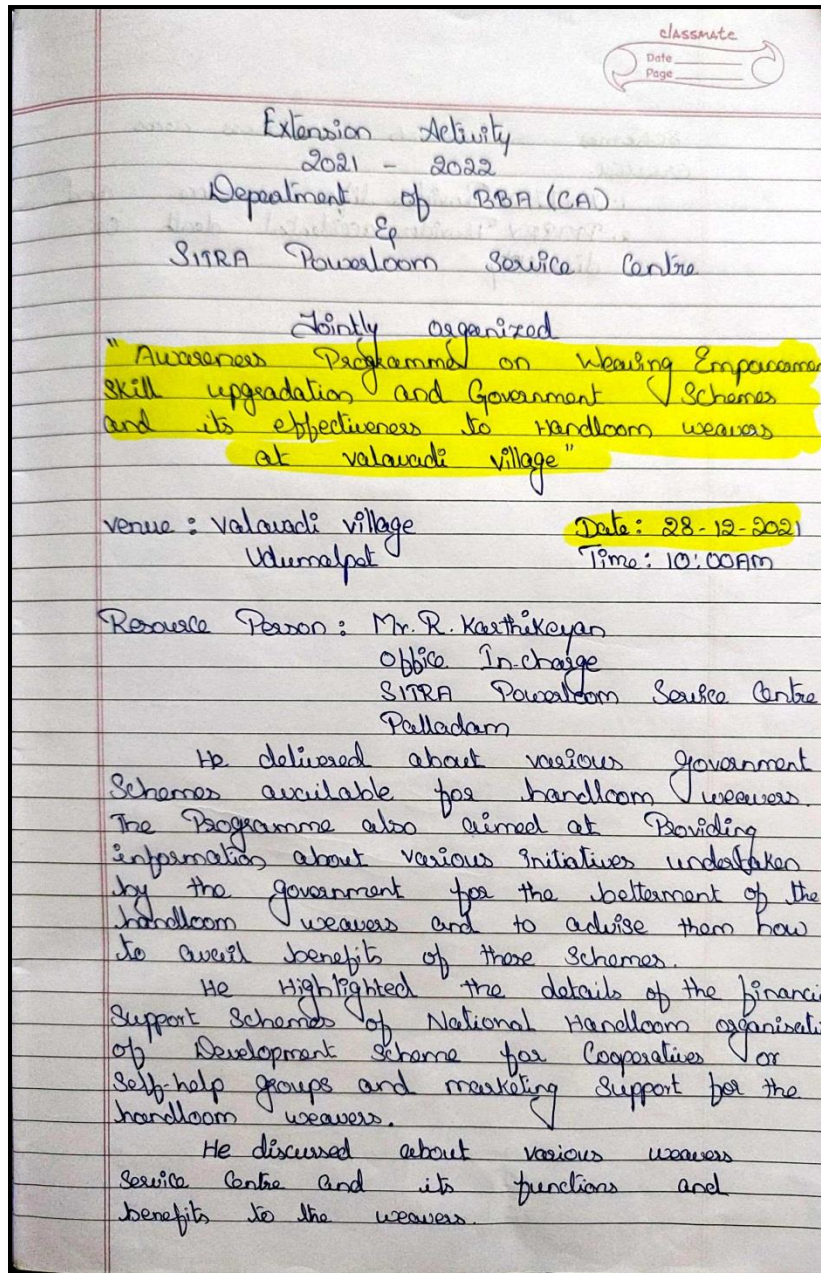 classmate
Date
Page
Extension Activity
2021 - 2022
Depeatment of BBA (CA)
&
SITRA Powerloom Service Centre
Jointly organized
"Awareness Programme on Weaving Empowerme
Skill upgradation and Government Schemes
and its effectiveness to Handloom weavers
at valavadi village"
venue : valavadi village
Date : 28-12-2021
Udumalpet
Time : 10:00AM
Resource Person : Mr. R. Karthikeyan
Office In-charge
SITRA Powerloom Service Centre
Palladam
He delivered about various government
Schemes available for handloom weavers.
The Programme also aimed at Providing
information about various initiatives undertaken
by the government for the betterment of the
handloom weavers and to advise them how
to avail benefits of these schemes.
He Highlighted the details of the financi
Support Schemes of National Handloom organisati
of Development scheme for Cooperatives or
Self-help groups and marketing Support for the
handloom weavers.
He discussed about various weavers
Service Centre and its functions and
benefits to the weavers.